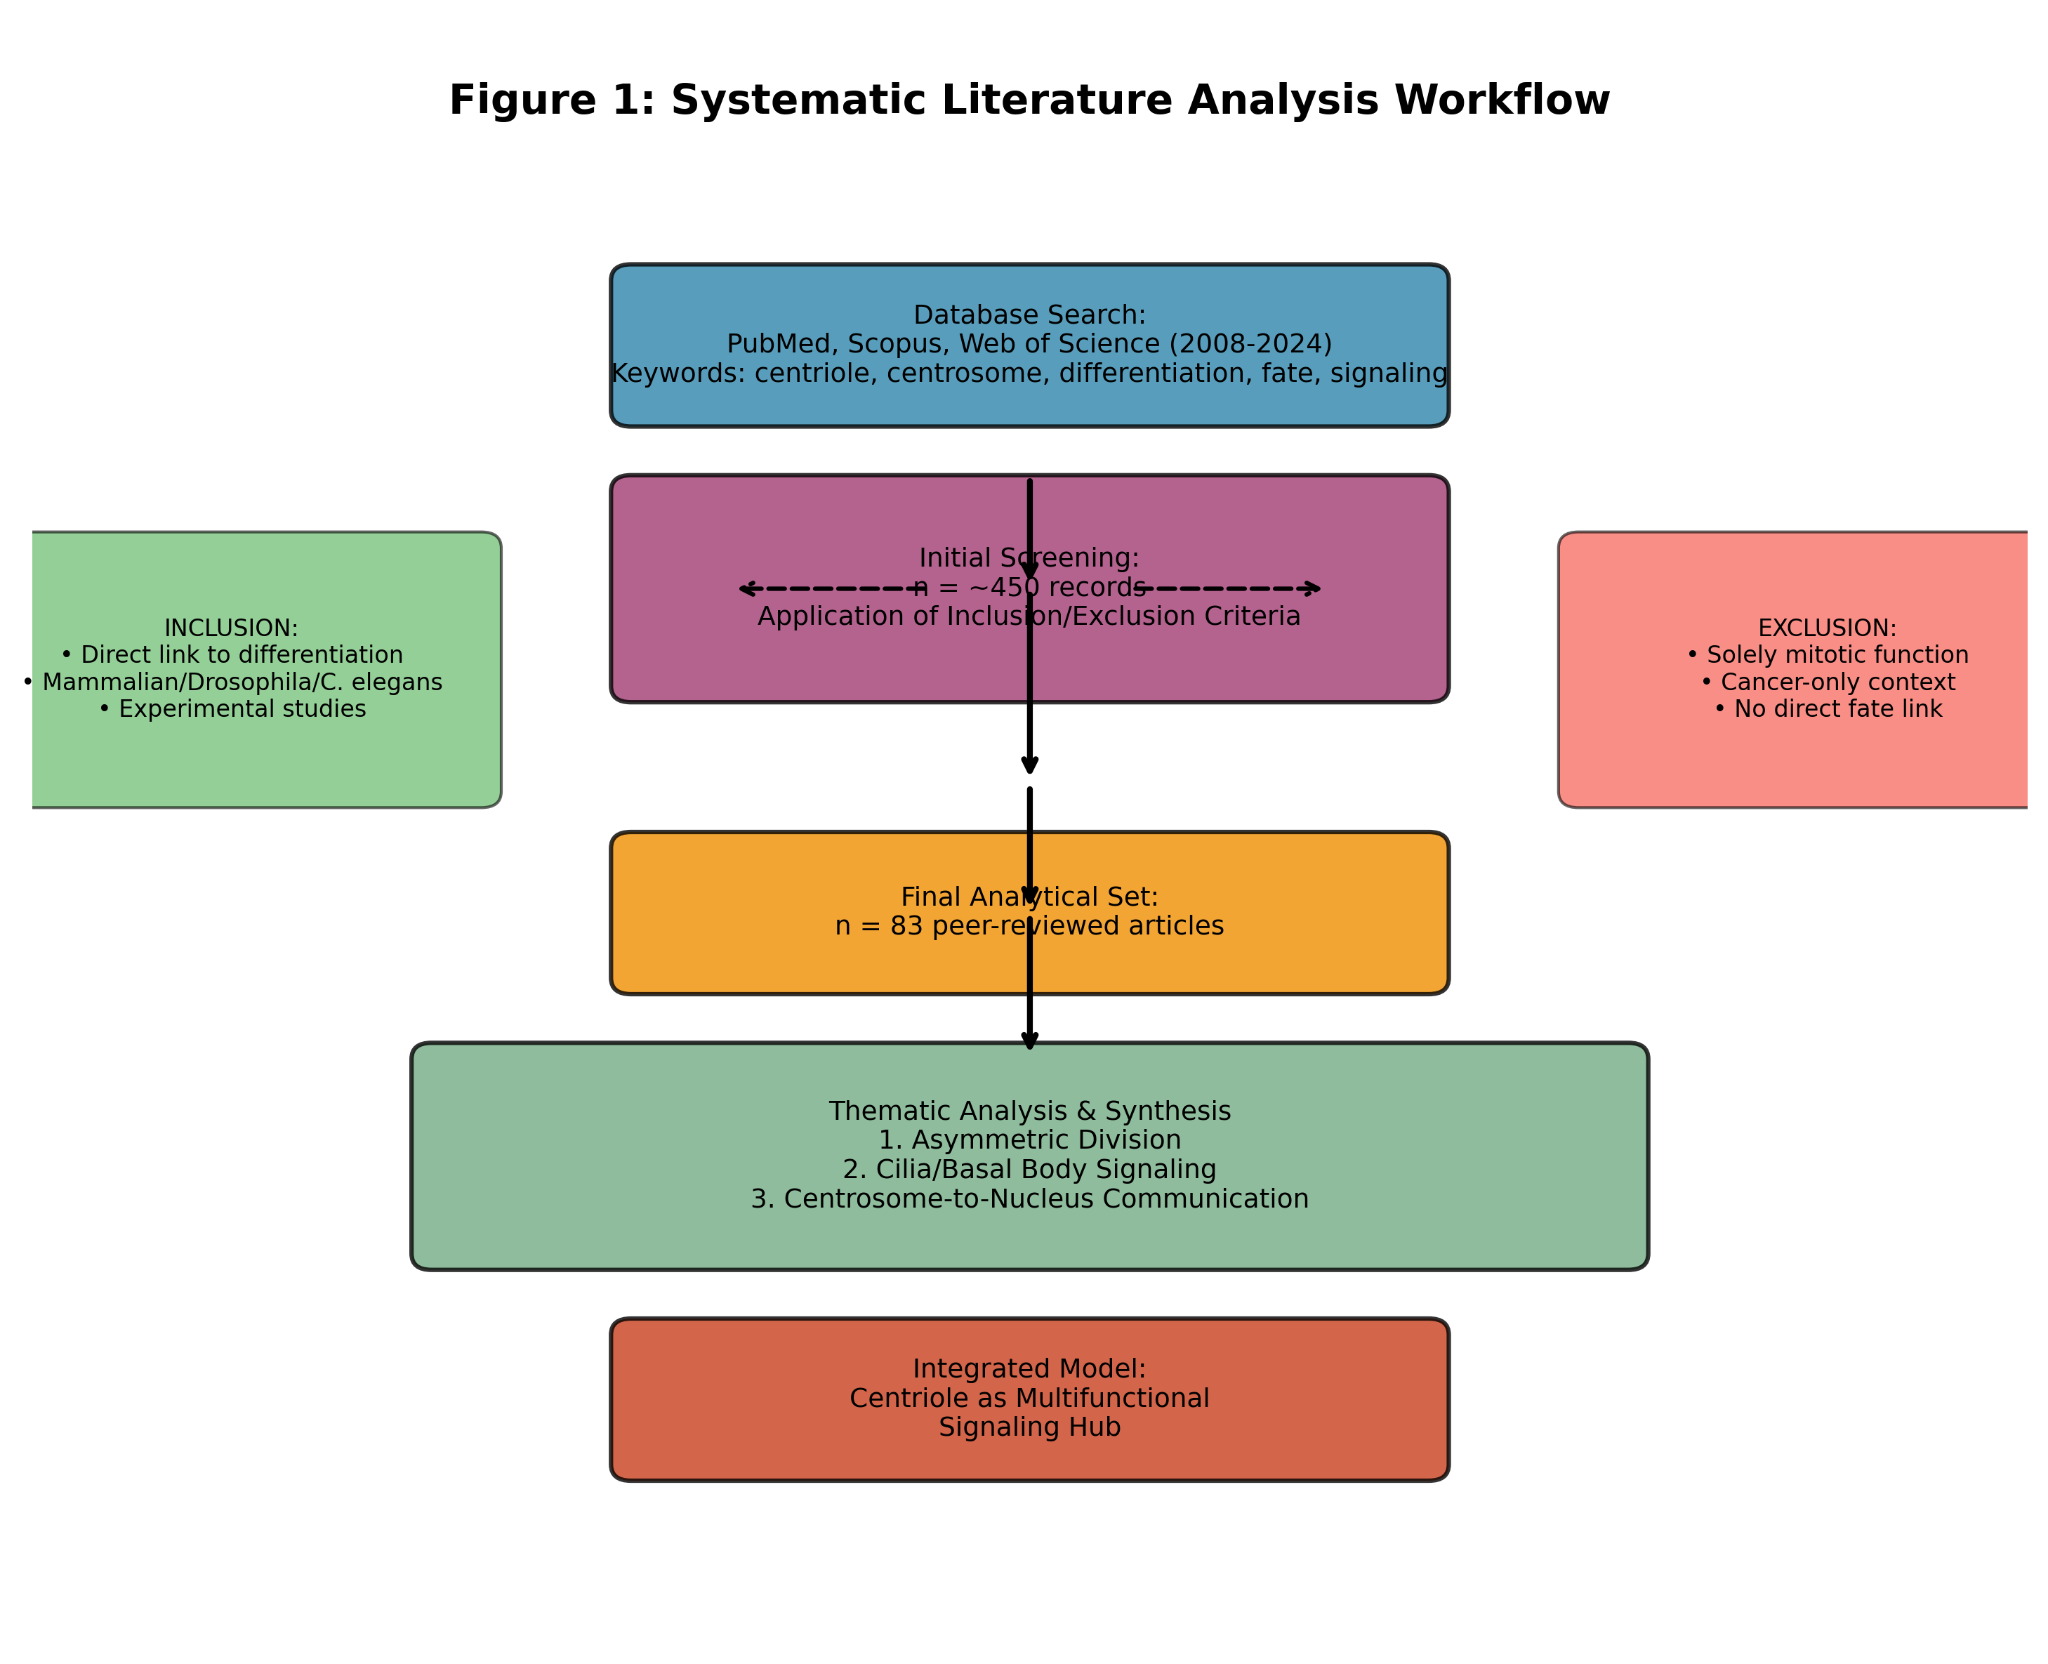 Figure 1: Systematic Literature Analysis Workflow
Database Search:
PubMed, Scopus, Web of Science (2008-2024)
Keywords: centriole, centrosome, differentiation, fate, signaling
Initial Screening:
n = ~450 records
Application of Inclusion/Exclusion Criteria
INCLUSION:
• Direct link to differentiation
• Mammalian/Drosophila/C. elegans
• Experimental studies
EXCLUSION:
• Solely mitotic function
• Cancer-only context
• No direct fate link
Final Analytical Set:
n = 83 peer-reviewed articles
Thematic Analysis & Synthesis
1. Asymmetric Division
2. Cilia/Basal Body Signaling
3. Centrosome-to-Nucleus Communication
Integrated Model:
Centriole as Multifunctional
Signaling Hub